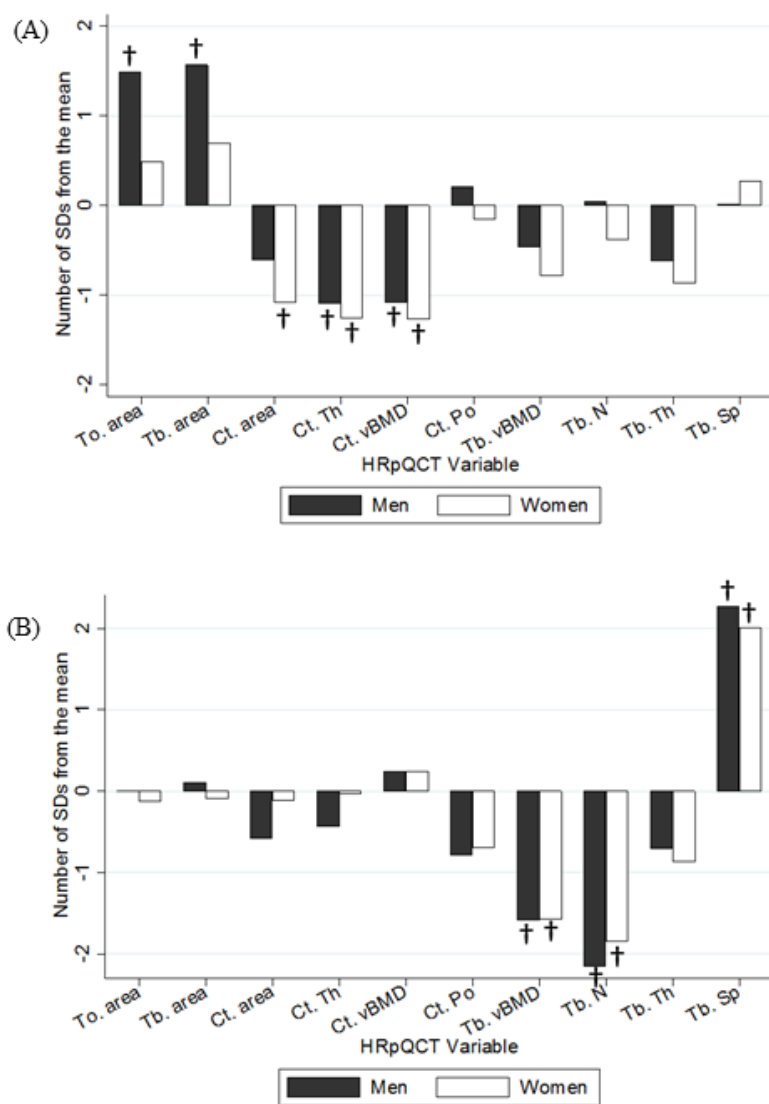 (A)
Number of SDs from the mean
2
1
0
-1
-2
† †
† † † † †
To. area Tb. area Ct. area Ct. Th Ct. vBMD Ct. Po Tb. vBMD Tb. N Tb. Th Tb. Sp
HRpQCT Variable
Men Women
(B)
Number of SDs from the mean
2
1
0
-1
-2
† †
† † † †
To. area Tb. area Ct. area Ct. Th Ct. vBMD Ct. Po Tb. vBMD Tb. N Tb. Th Tb. Sp
HRpQCT Variable
Men Women